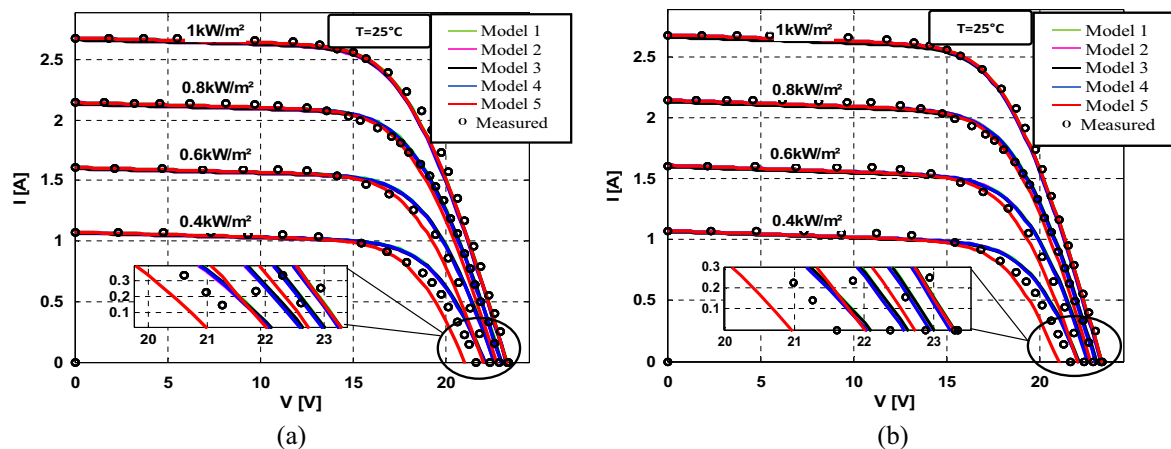 1kW/m²
T=25°C
Model 1
Model 2
Model 3
Model 4
Model 5
Measured
0.8kW/m²
0.6kW/m²
0.4kW/m²
2.5
2
1.5
1
0.5
0
I [A]
0.3
0.2
0.1
20
21
22
23
0
5
10
15
20
V [V]
(a)
1kW/m²
T=25°C
Model 1
Model 2
Model 3
Model 4
Model 5
Measured
0.8kW/m²
0.6kW/m²
0.4kW/m²
2.5
2
1.5
1
0.5
0
I [A]
0.3
0.2
0.1
20
21
22
23
0
5
10
15
20
V [V]
(b)